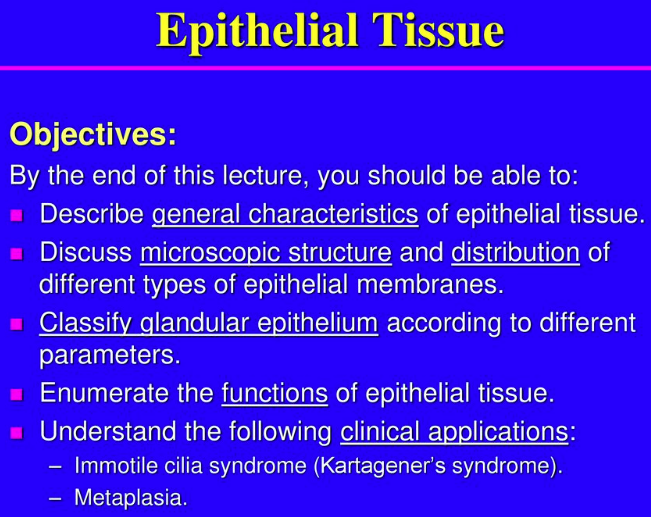 Epithelial Tissue
Objectives:
By the end of this lecture, you should be able to:
■ Describe general characteristics of epithelial tissue.
■ Discuss microscopic structure and distribution of
different types of epithelial membranes.
■ Classify glandular epithelium according to different
parameters.
■ Enumerate the functions of epithelial tissue.
■ Understand the following clinical applications:
– Immotile cilia syndrome (Kartagener’s syndrome).
– Metaplasia.